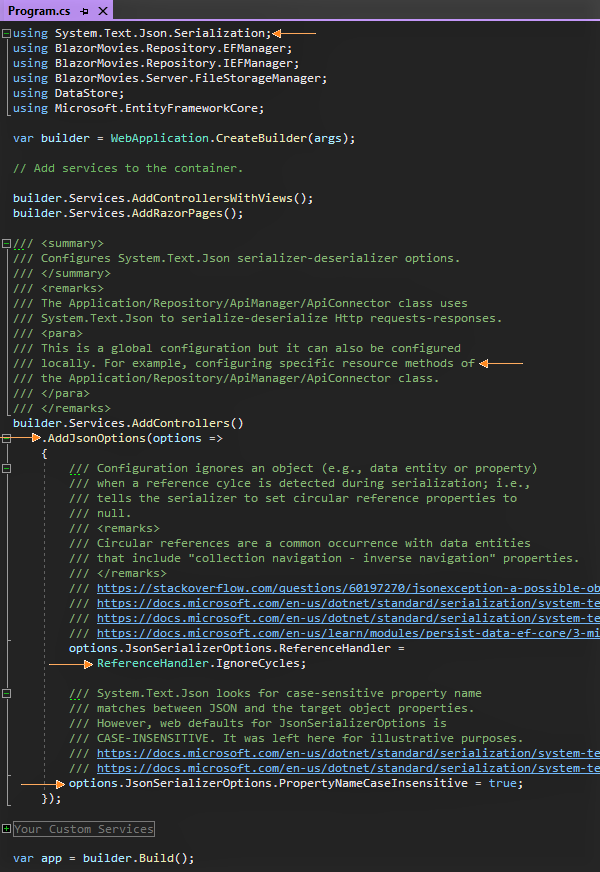 Program.cs
using System.Text.Json.Serialization;
using BlazorMovies.Repository.EFManager;
using BlazorMovies.Repository.IEFManager;
using BlazorMovies.Server.FileStorageManager;
using DataStore;
using Microsoft.EntityFrameworkCore;
var builder = WebApplication.CreateBuilder(args);
// Add services to the container.
builder.Services.AddControllersWithViews();
builder.Services.AddRazorPages();
/// <summary>
/// Configures System.Text.Json serializer-deserializer options.
/// </summary>
/// <remarks>
/// The Application/Repository/ApiManager/ApiConnector class uses
/// System.Text.Json to serialize-deserialize Http requests-responses.
/// <para>
/// This is a global configuration but it can also be configured
/// locally. For example, configuring specific resource methods of
/// the Application/Repository/ApiManager/ApiConnector class.
/// </para>
/// </remarks>
builder.Services.AddControllers()
.AddJsonOptions(options =>
{
/// Configuration ignores an object (e.g., data entity or property)
/// when a reference cylce is detected during serialization; i.e.,
/// tells the serializer to set circular reference properties to
/// null.
/// <remarks>
/// Circular references are a common occurrence with data entities
/// that include "collection navigation - inverse navigation" properties.
/// </remarks>
/// https://stackoverflow.com/questions/60197270/jsonexception-a-possible-ob
/// https://docs.microsoft.com/en-us/dotnet/standard/serialization/system-te
/// https://docs.microsoft.com/en-us/dotnet/standard/serialization/system-te
/// https://docs.microsoft.com/en-us/learn/modules/persist-data-ef-core/3-mi
options.JsonSerializerOptions.ReferenceHandler =
ReferenceHandler.IgnoreCycles;
/// System.Text.Json looks for case-sensitive property name
/// matches between JSON and the target object properties.
/// However, web defaults for JsonSerializerOptions is
/// CASE-INSENSITIVE. It was left here for illustrative purposes.
/// https://docs.microsoft.com/en-us/dotnet/standard/serialization/system-te
/// https://docs.microsoft.com/en-us/dotnet/standard/serialization/system-te
options.JsonSerializerOptions.PropertyNameCaseInsensitive = true;
});
Your Custom Services
var app = builder.Build();